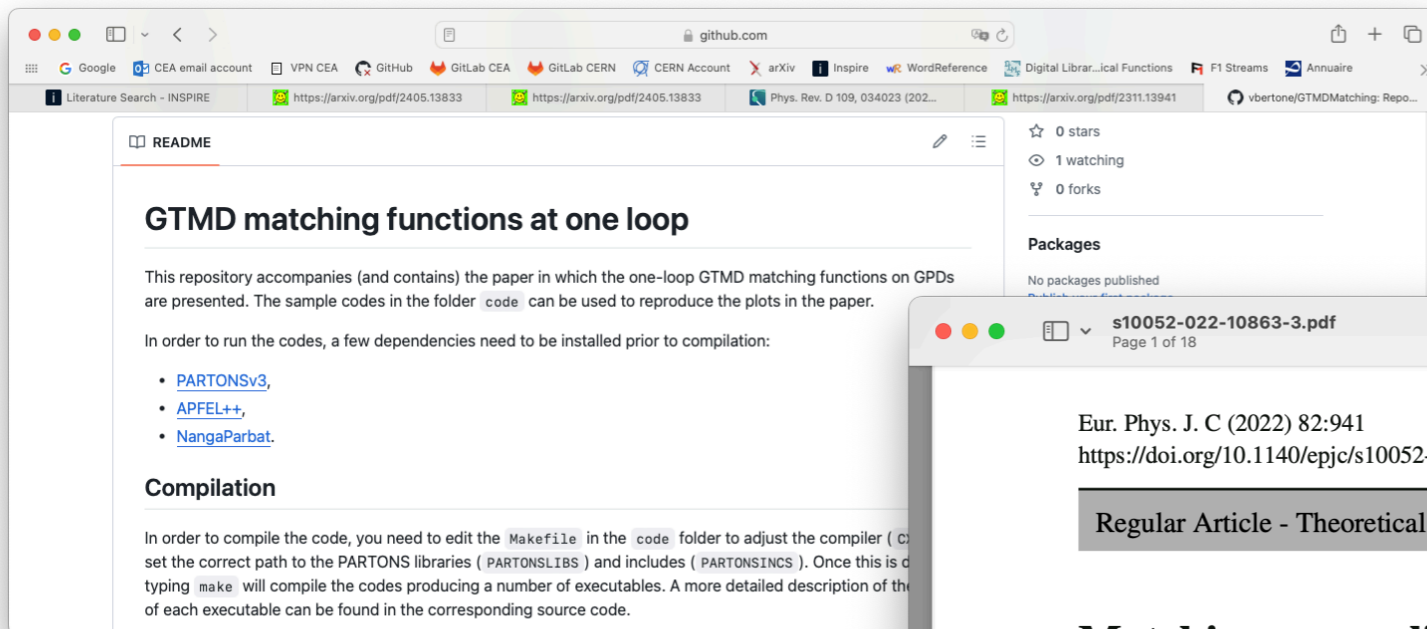 github.com
Google CEA email account VPN CEA GitHub GitLab CEA GitLab CERN CERN Account arXiv Inspire WordReference Digital Librar...ical Functions F1 Streams Annuaire
Literature Search - INSPIRE https://arxiv.org/pdf/2405.13833 https://arxiv.org/pdf/2405.13833 Phys. Rev. D 109, 034023 (202... https://arxiv.org/pdf/2311.13941 vbertone/GTMDMatching: Repo...
README
0 stars
1 watching
0 forks
Packages
No packages published
GTMD matching functions at one loop
This repository accompanies (and contains) the paper in which the one-loop GTMD matching functions on GPDs
are presented. The sample codes in the folder code can be used to reproduce the plots in the paper.
In order to run the codes, a few dependencies need to be installed prior to compilation:
• PARTONSv3,
• APFEL++,
• NangaParbat.
Compilation
In order to compile the code, you need to edit the Makefile in the code folder to adjust the compiler (
set the correct path to the PARTONS libraries ( PARTONSLIBS ) and includes ( PARTONSINCS ). Once this is
typing make will compile the codes producing a number of executables. A more detailed description of the
of each executable can be found in the corresponding source code.
s10052-022-10863-3.pdf
Page 1 of 18
Eur. Phys. J. C (2022) 82:941
https://doi.org/10.1140/epjc/s10052-
Regular Article - Theoretical